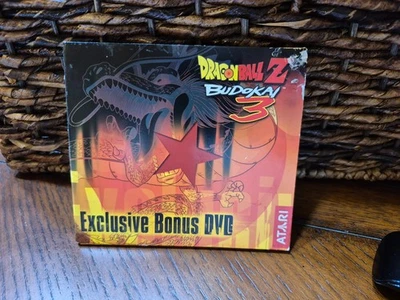 DRAGONBALL Z
BUDOKAI
3
Exclusive Bonus DVD
ATARI